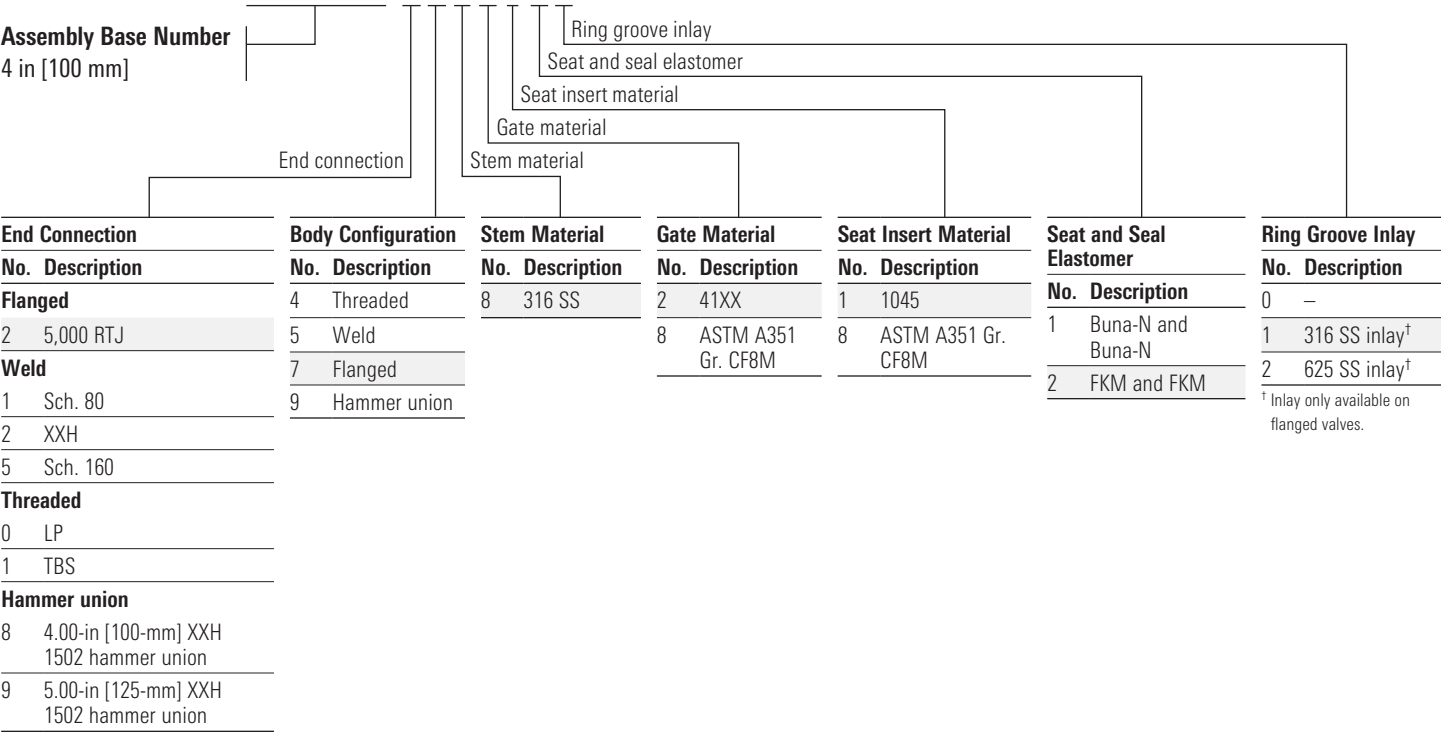 Assembly Base Number
4 in [100 mm]
Ring groove inlay
Seat and seal elastomer
Seat insert material
Gate material
End connection
Stem material
End Connection
No. Description
Flanged
2 5,000 RTJ
Weld
1 Sch. 80
2 XXH
5 Sch. 160
Threaded
0 LP
1 TBS
Hammer union
8 4.00-in [100-mm] XXH
1502 hammer union
9 5.00-in [125-mm] XXH
1502 hammer union
Body Configuration
No. Description
4 Threaded
5 Weld
7 Flanged
9 Hammer union
Stem Material
No. Description
8 316 SS
Gate Material
No. Description
2 41XX
8 ASTM A351
Gr. CF8M
Seat Insert Material
No. Description
1 1045
8 ASTM A351 Gr.
CF8M
Seat and Seal
Elastomer
No. Description
1 Buna-N and
Buna-N
2 FKM and FKM
Ring Groove Inlay
No. Description
0 –
1 316 SS inlay†
2 625 SS inlay†
† Inlay only available on
flanged valves.